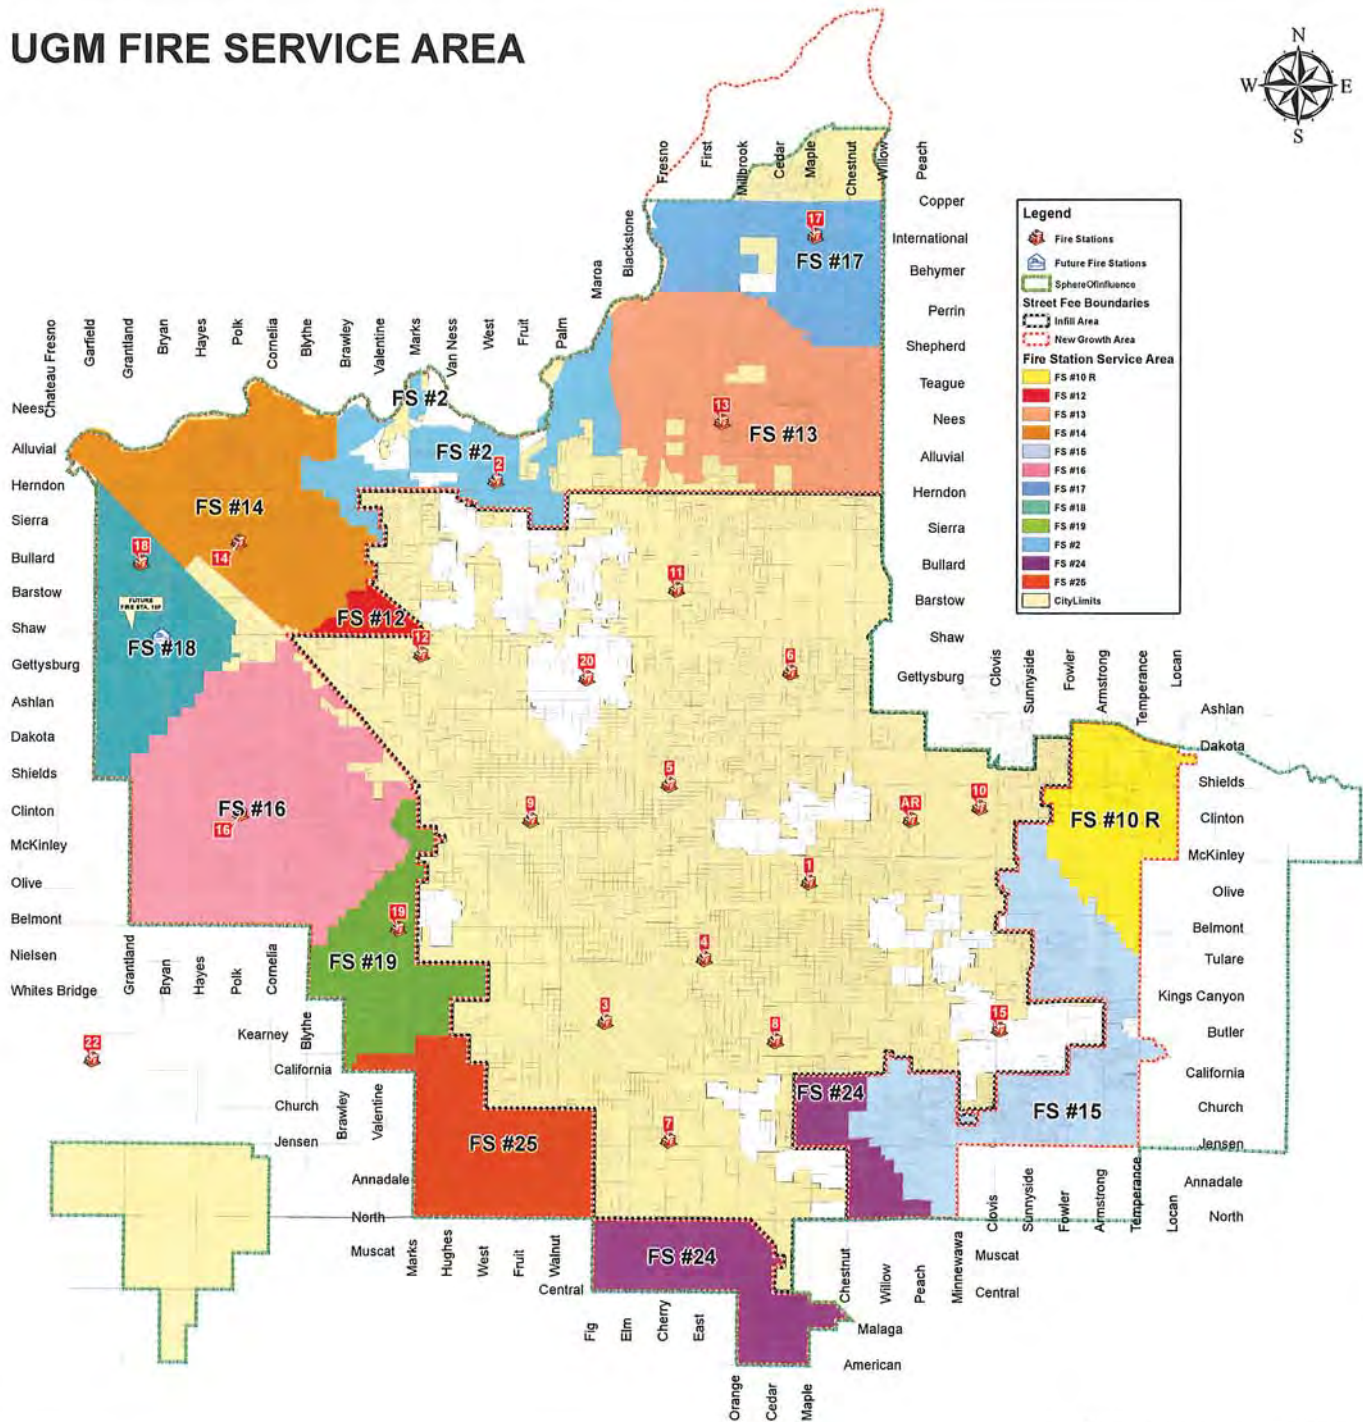 UGM FIRE SERVICE AREA
N
W E
S
Fresno
First
Millbrook
Cedar
Maple
Chestnut
Willow
Peach
Copper
International
Behymer
Perrin
Shepherd
Teague
Nees
Alluvial
Herndon
Sierra
Bullard
Barstow
Shaw
Gettysburg
Legend
Fire Stations
Future Fire Stations
SphereOfInfluence
Street Fee Boundaries
Infill Area
New Growth Area
Fire Station Service Area
FS #10 R
FS #12
FS #13
FS #14
FS #15
FS #16
FS #17
FS #18
FS #19
FS #2
FS #24
FS #25
CityLimits
Chateau Fresno
Garfield
Grantland
Bryan
Hayes
Polk
Cornelia
Blythe
Brawley
Valentine
Marks
Van Ness
West
Fruit
Palm
Maroa
Blackstone
Nees
Alluvial
Herndon
Sierra
Bullard
Barstow
Shaw
Gettysburg
Ashlan
Dakota
Shields
Clinton
McKinley
Olive
Belmont
Nielsen
Whites Bridge
17
FS #17
13
FS #13
FS #2
FS #2
2
FS #14
14
18
FUTURE
FIRE STA. 18P
FS #18
FS #12
12
11
20
6
FS #16
16
5
9
AR
10
FS #10 R
1
19
FS #19
4
3
8
15
FS #15
22
7
FS #25
FS #24
FS #24
Clovis
Sunnyside
Fowler
Armstrong
Temperance
Locan
Ashlan
Dakota
Shields
Clinton
McKinley
Olive
Belmont
Tulare
Kings Canyon
Butler
California
Church
Jensen
Annadale
North
Grantland
Bryan
Hayes
Polk
Cornelia
Blythe
Kearney
California
Church
Jensen
Brawley
Valentine
Annadale
North
Muscat
Marks
Hughes
West
Fruit
Walnut
Central
Fig
Elm
Cherry
East
Orange
Cedar
Maple
Chestnut
Willow
Peach
Minnewawa
Clovis
Sunnyside
Fowler
Armstrong
Temperance
Locan
Muscat
Central
Malaga
American